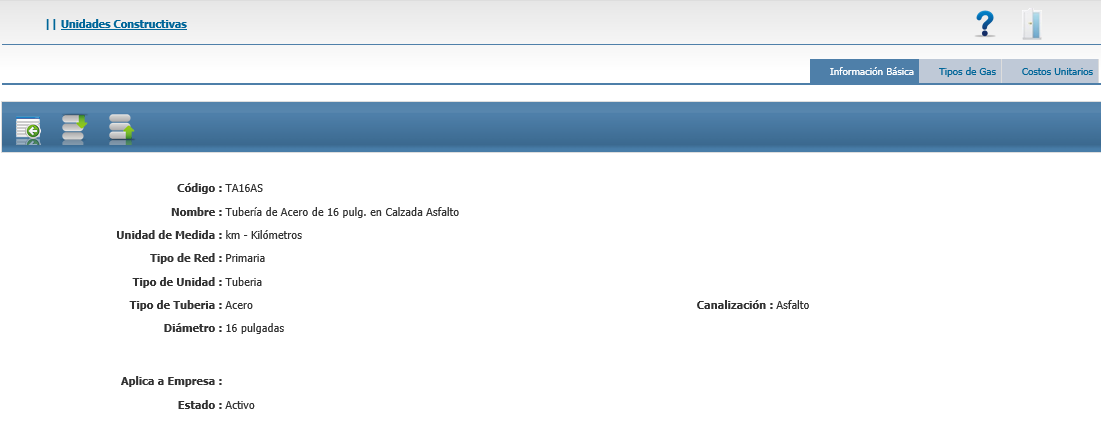 || Unidades Constructivas
Información Básica Tipos de Gas Costos Unitarios
Código : TA16AS
Nombre : Tubería de Acero de 16 pulg. en Calzada Asfalto
Unidad de Medida : km - Kilómetros
Tipo de Red : Primaria
Tipo de Unidad : Tuberia
Tipo de Tuberia : Acero Canalización : Asfalto
Diámetro : 16 pulgadas
Aplica a Empresa :
Estado : Activo